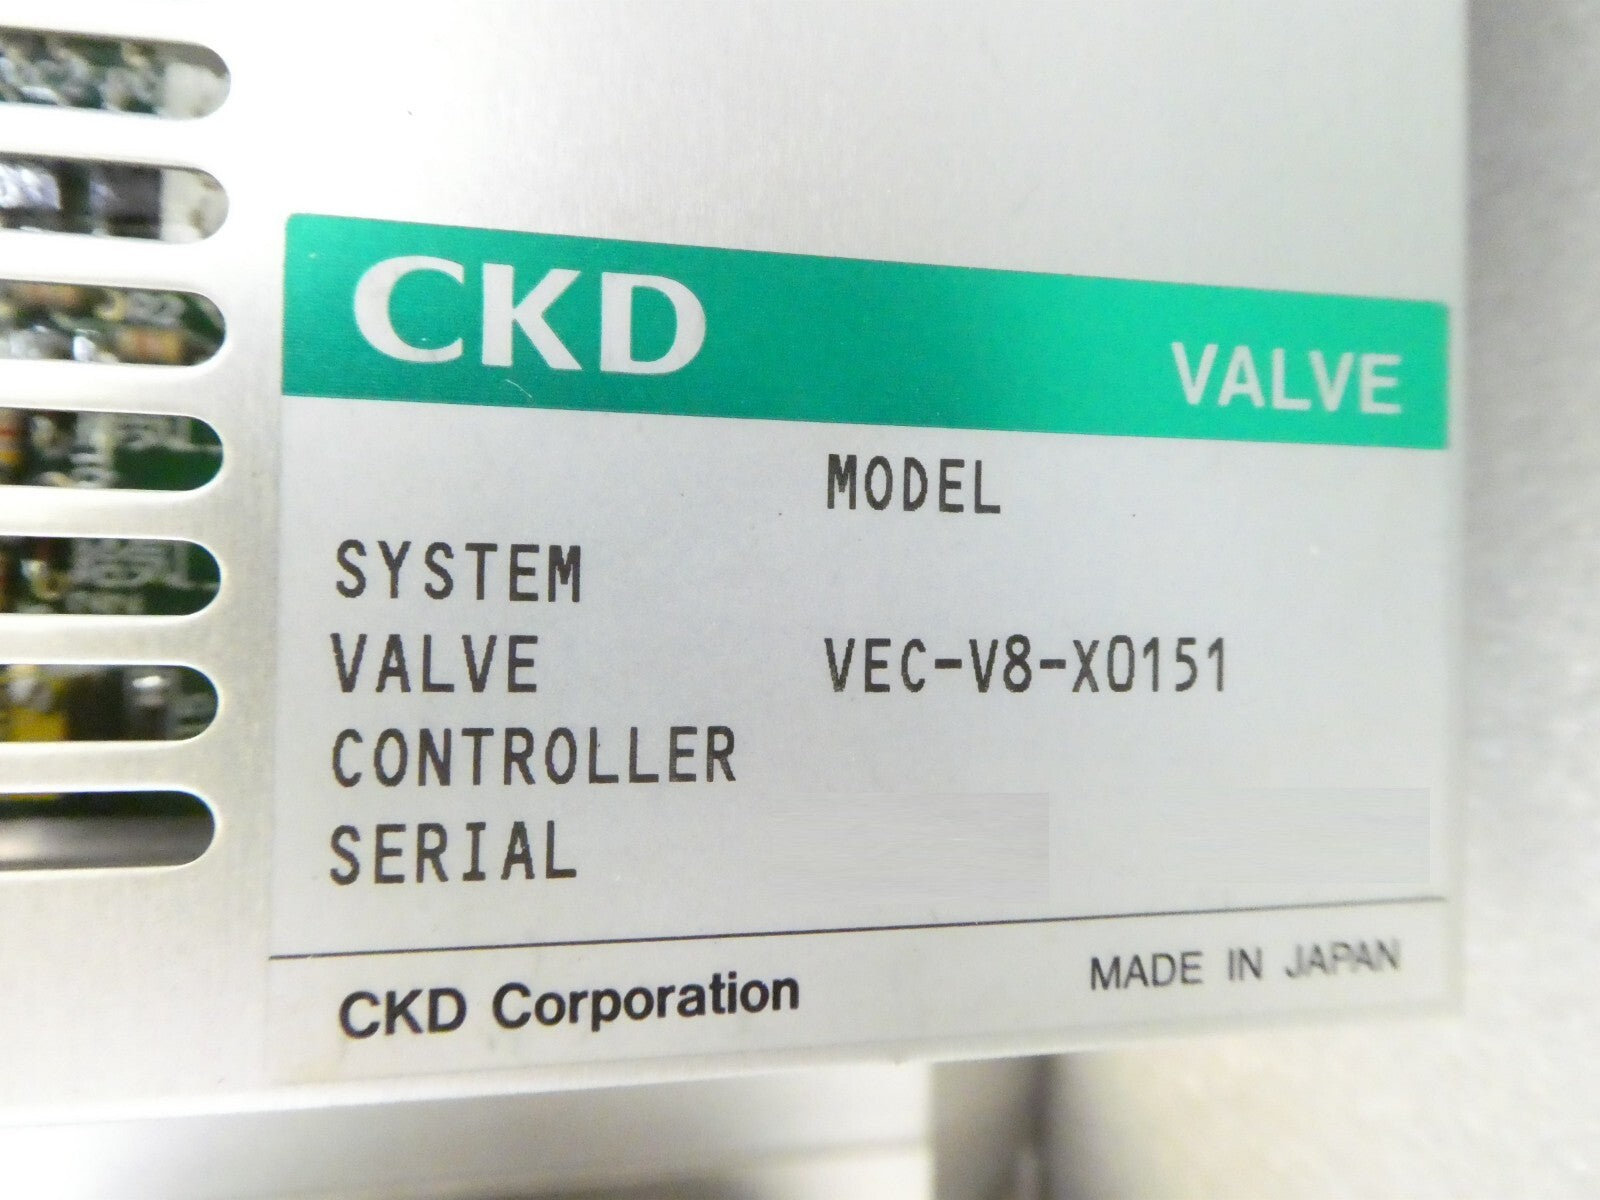 CKD VALVE
MODEL
SYSTEM
VALVE VEC-V8-X0151
CONTROLLER
SERIAL
CKD Corporation MADE IN JAPAN